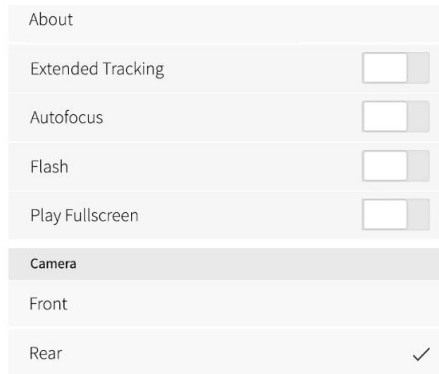 About
Extended Tracking
Autofocus
Flash
Play Fullscreen
Camera
Front
Rear